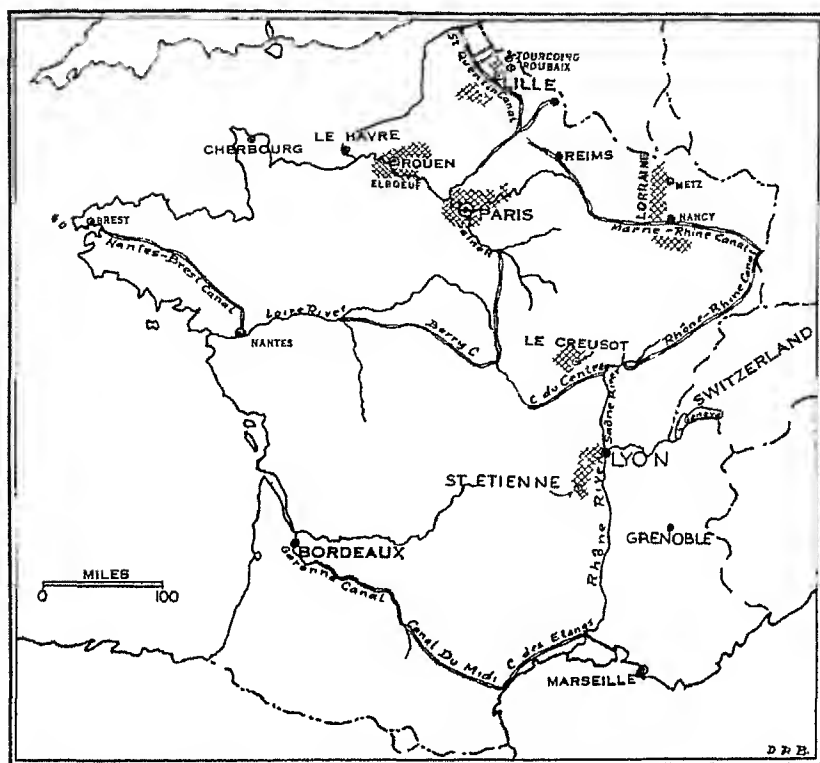 St Quentin Canal
TOURCOING
ROUBAIX
ILLE
LE HAVRE
CHERBOURG
ROUEN
ELBOEUF
REIMS
LORRAINE
METZ
PARIS
NANCY
Marne-Rhine Canal
BREST
Nantes-Brest Canal
Loire River
NANTES
Berry C
LE CREUSOT
Rhône-Rhine Canal
C du Centre
Saône River
SWITZERLAND
L. Geneva
LYON
ST ETIENNE
Rhône River
GRENOBLE
BORDEAUX
Garonne Canal
MILES
0 100
Canal Du Midi
C des Etangs
MARSEILLE
D.P.B.